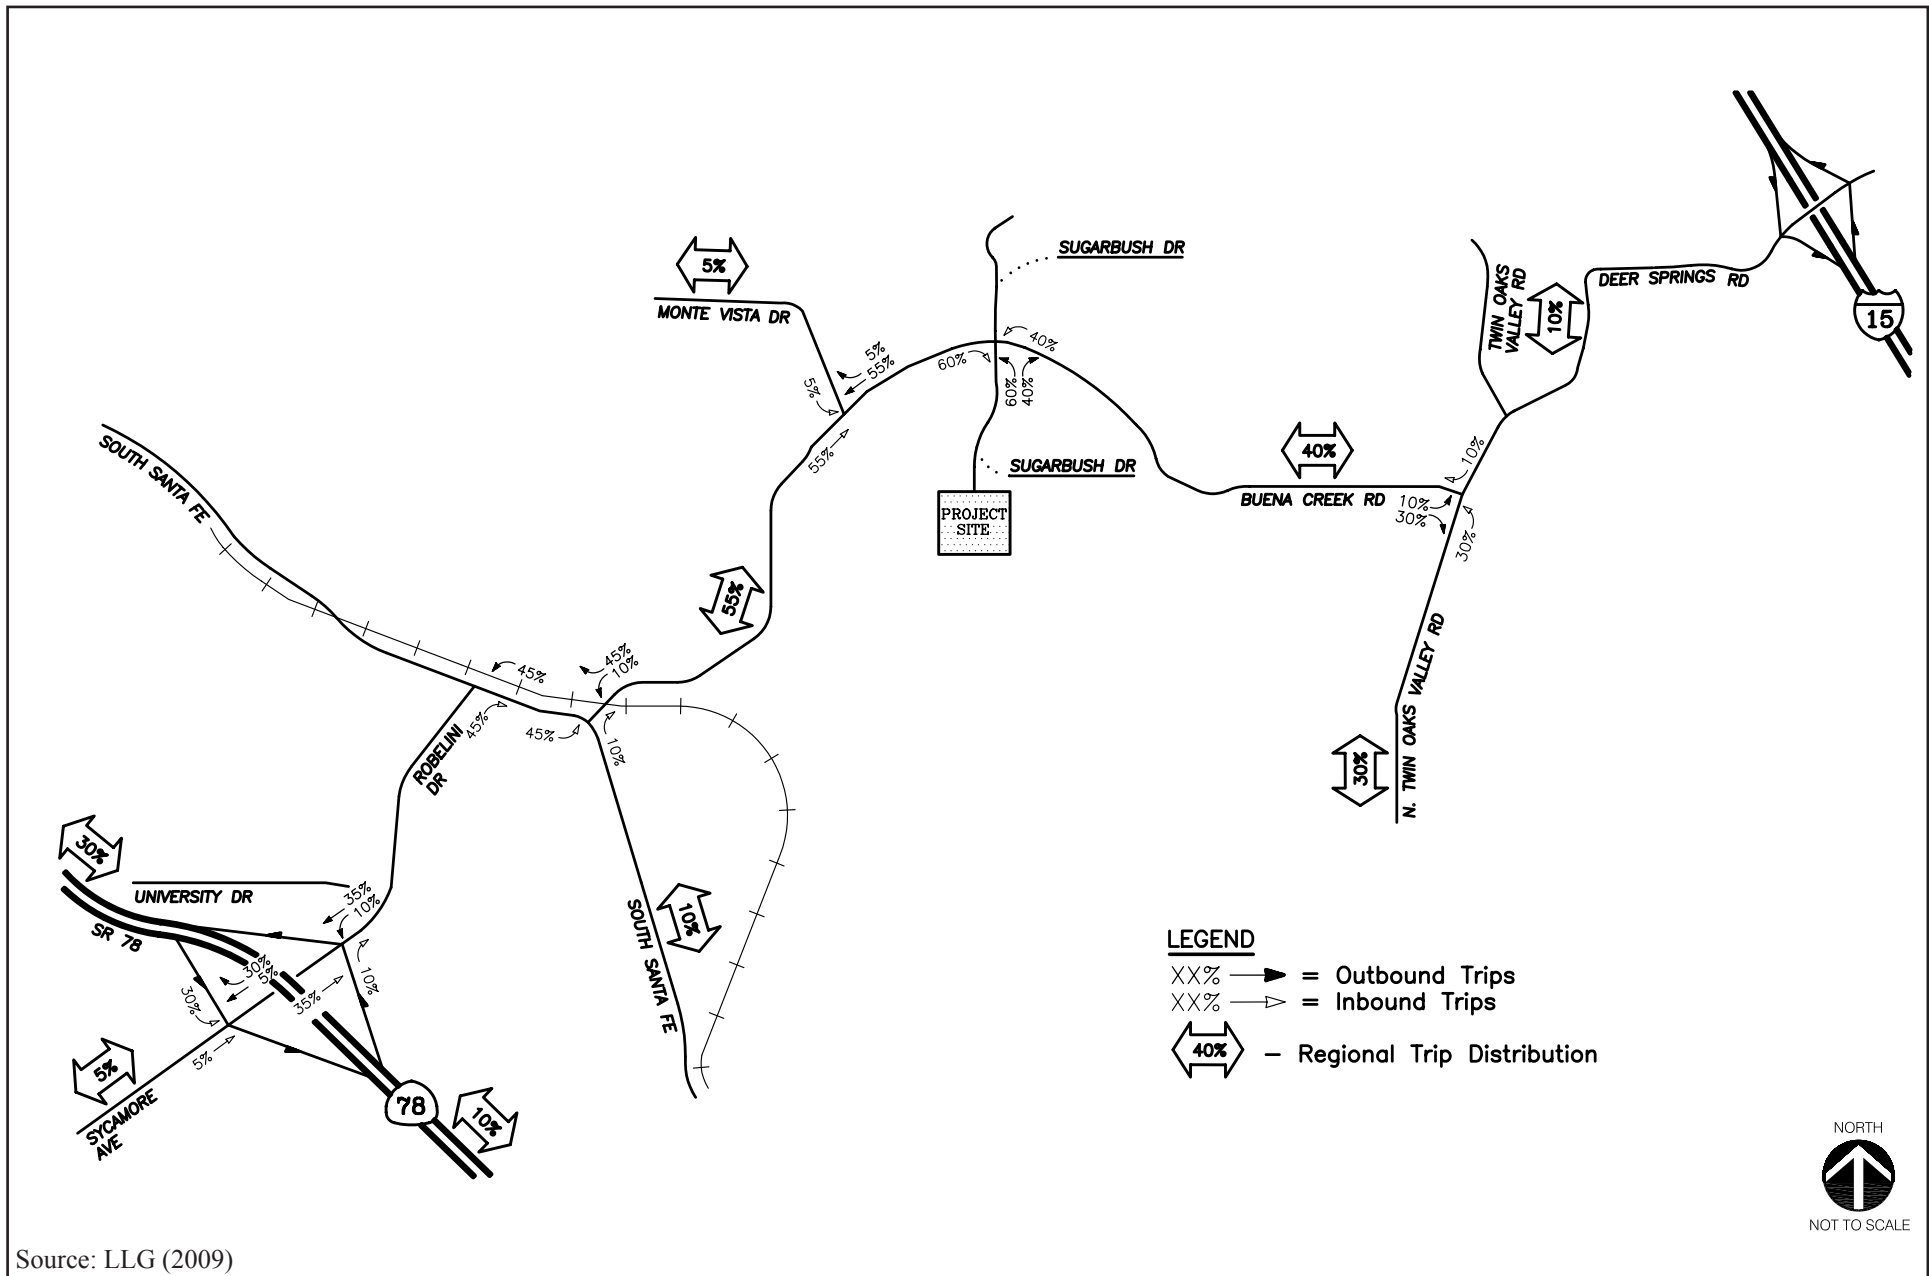 SUGARBUSH DR
5%
MONTE VISTA DR
TWIN OAKS
VALLEY RD
10%
DEER SPRINGS RD
15
40%
60%
60%
40%
5%
55%
5%
55%
SOUTH SANTA FE
SUGARBUSH DR
PROJECT
SITE
40%
BUENA CREEK RD
10%
10%
30%
30%
55%
N. TWIN OAKS VALLEY RD
30%
45%
10%
45%
45%
45%
10%
ROBELINI
DR
30%
UNIVERSITY DR
SR 78
35%
10%
30%
5%
35%
10%
30%
5%
5%
SYCAMORE
AVE
78
10%
SOUTH SANTA FE
10%
LEGEND
XX% = Outbound Trips
XX% = Inbound Trips
40% – Regional Trip Distribution
NORTH
NOT TO SCALE
Source: LLG (2009)